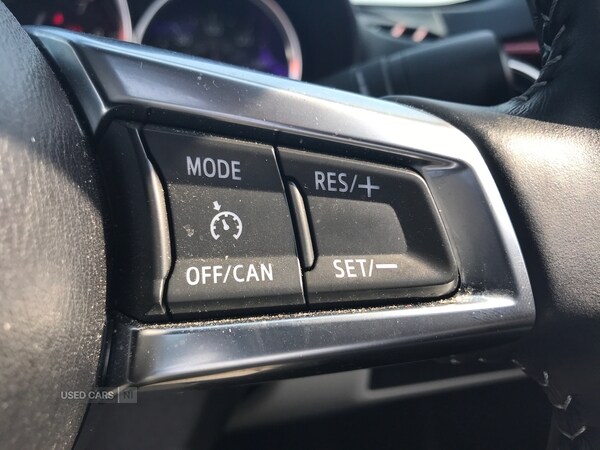 MODE
RES/+
OFF/CAN
SET/—
USED CARS NI